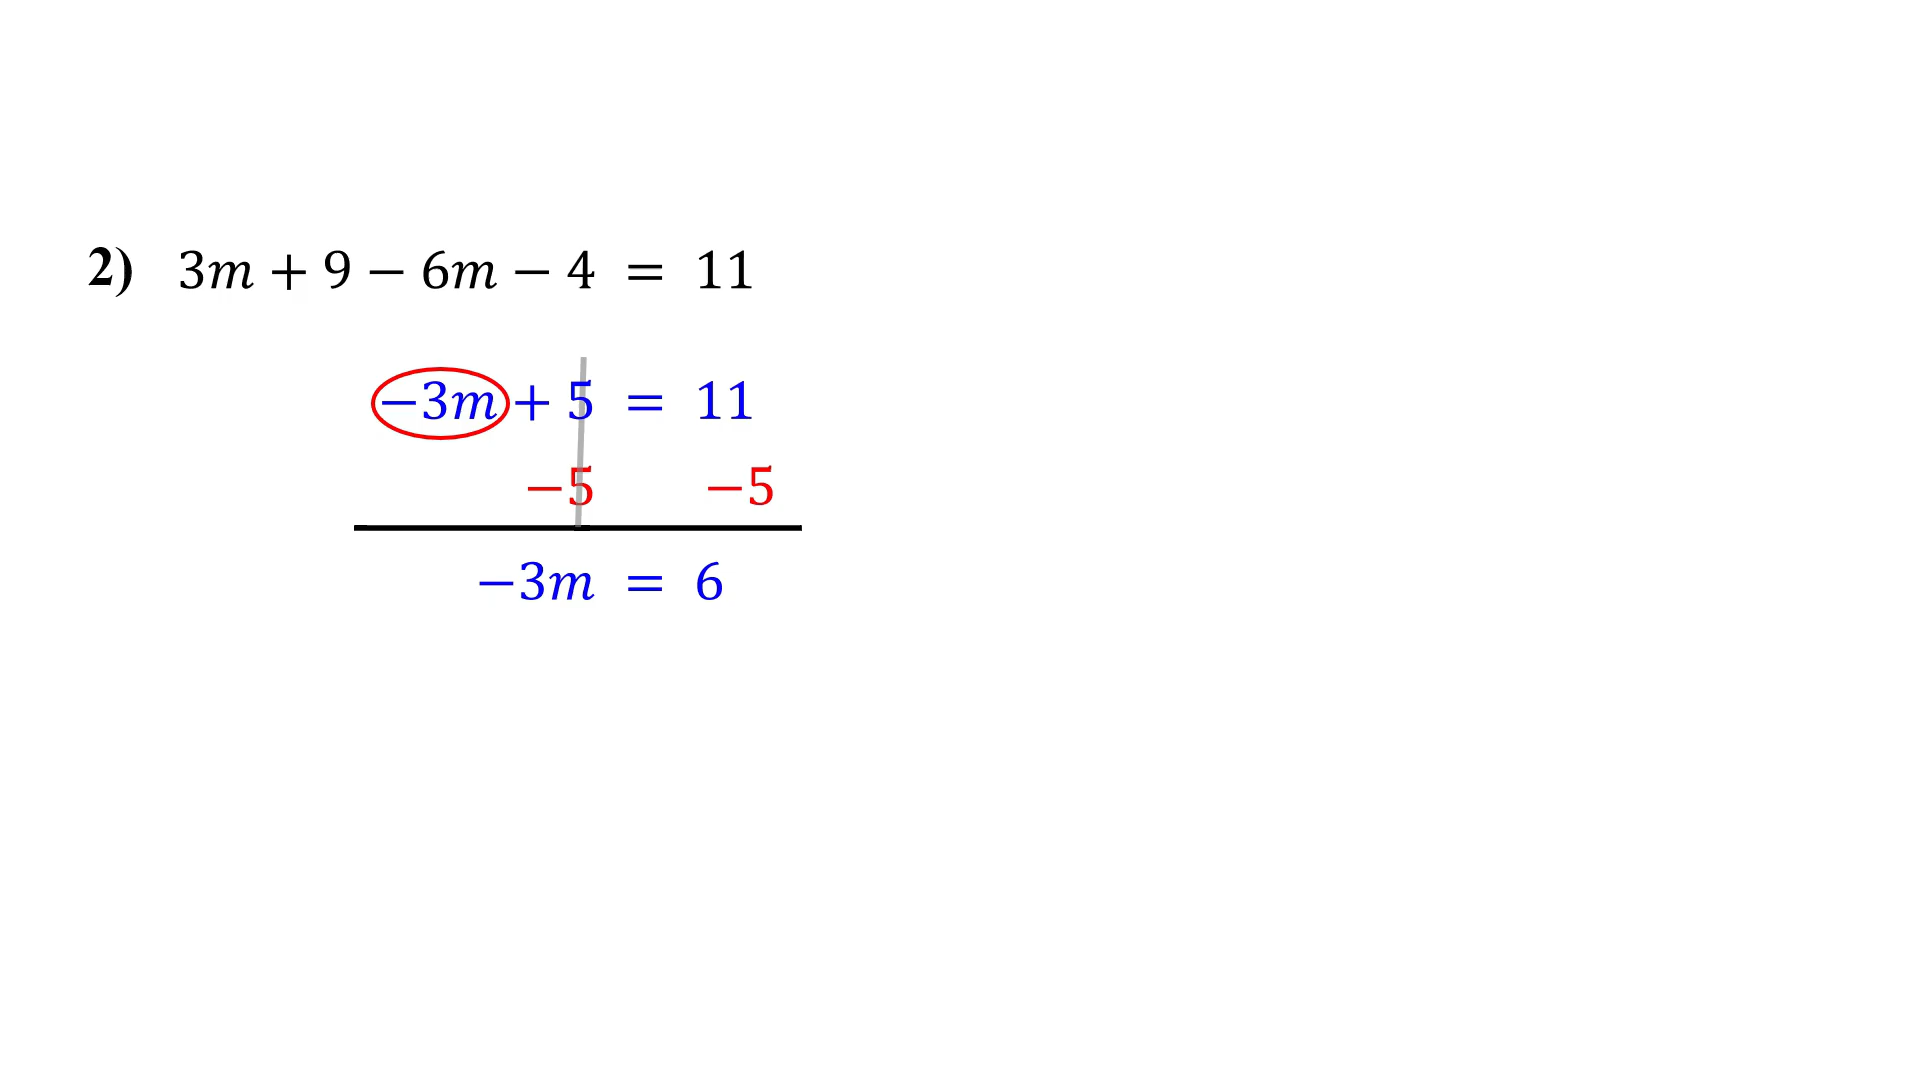 2) 3m + 9 − 6m − 4 = 11
−3m + 5 = 11
−5 −5
−3m = 6